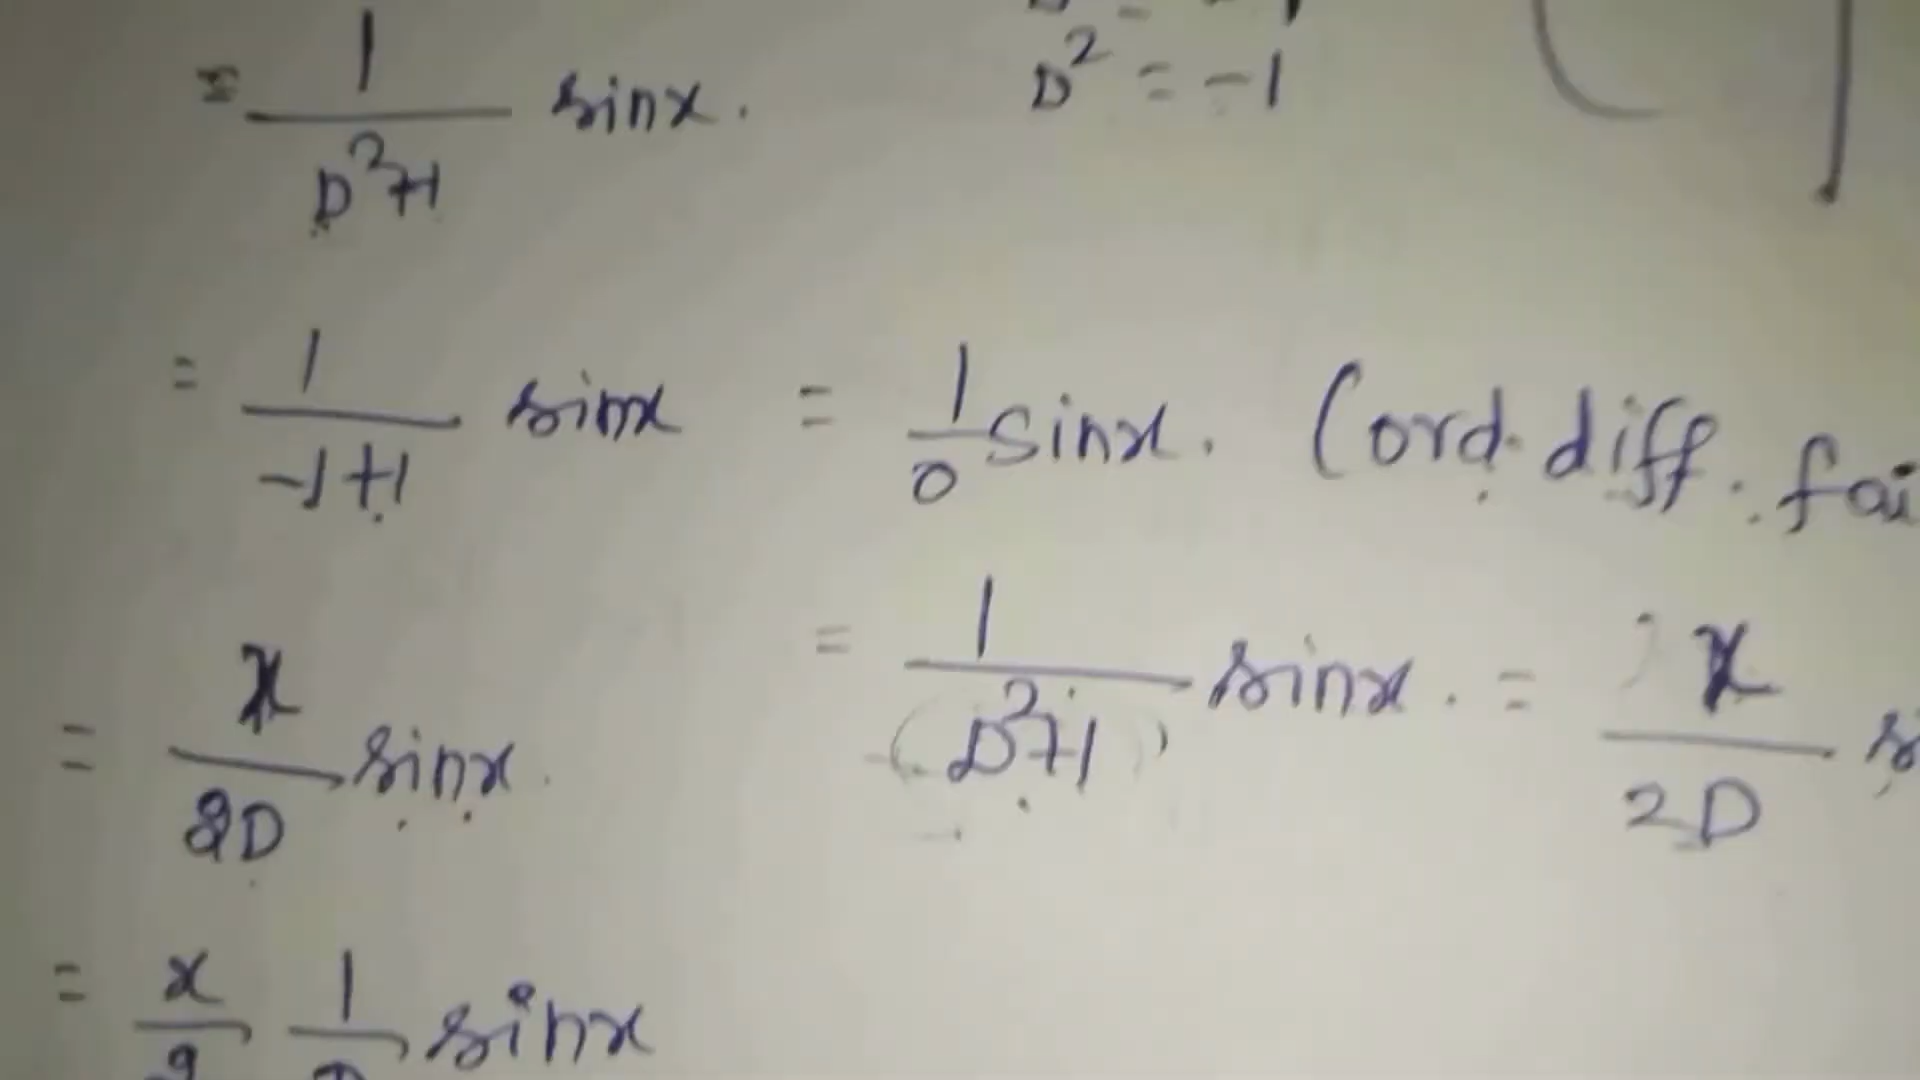 = 1/(D²+1) sinx. D² = -1
= 1/(-1+1) sinx = 1/0 sinx. (ord. diff. fai
= x/2D sinx. = 1/(D²+1) sinx. = x/2D s
= x/2 1/D sinx